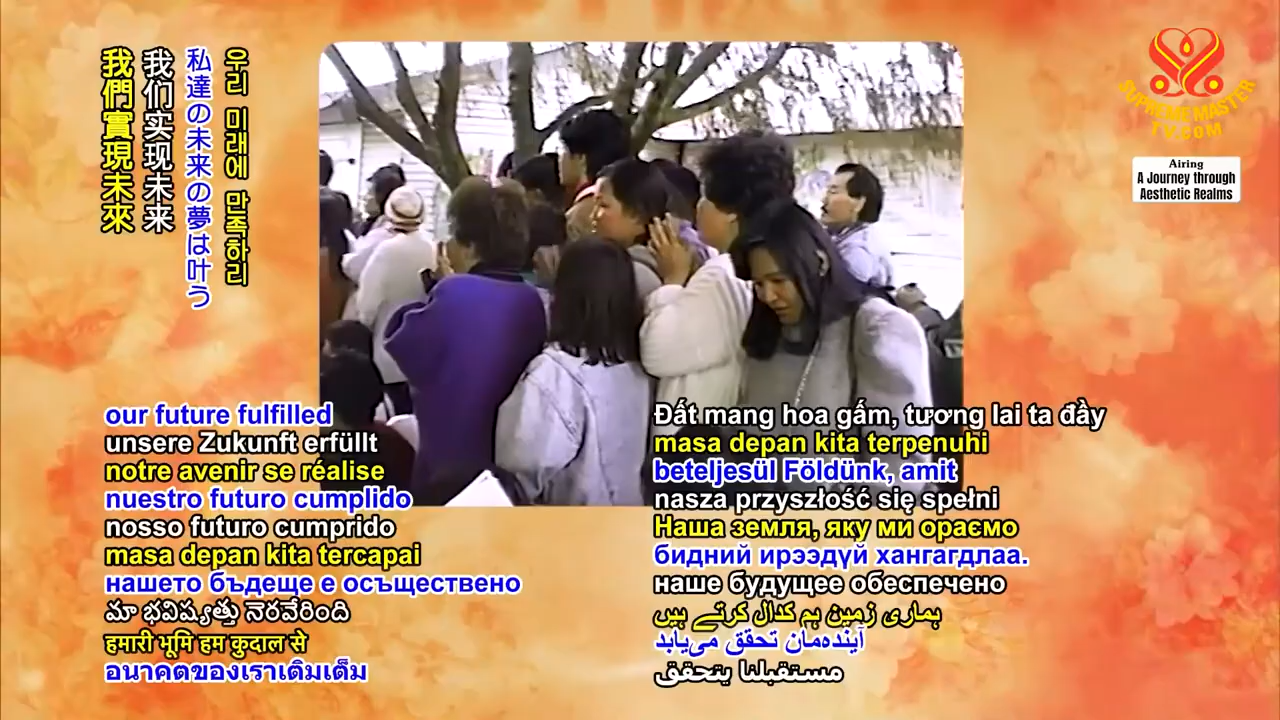 我們實現未來
我们实现未来
私達の未来の夢は叶う
우리 미래에 만족하리
SUPREME MASTER
TV.COM
Airing
A Journey through
Aesthetic Realms
our future fulfilled
unsere Zukunft erfüllt
notre avenir se réalise
nuestro futuro cumplido
nosso futuro cumprido
masa depan kita tercapai
нашето бъдеще е осъществено
మా భవిష్యత్తు నెరవేరింది
हमारी भूमि हम कुदाल से
อนาคตของเราเติมเต็ม
Đất mang hoa gấm, tương lai ta đầy
masa depan kita terpenuhi
beteljesül Földünk, amit
nasza przyszłość się spełni
Наша земля, яку ми ораємо
бидний ирээдүй хангагдлаа.
наше будущее обеспечено
ہماری زمین ہم کدال کرتے ہیں
آینده‌مان تحقق می‌یابد
مستقبلنا يتحقق